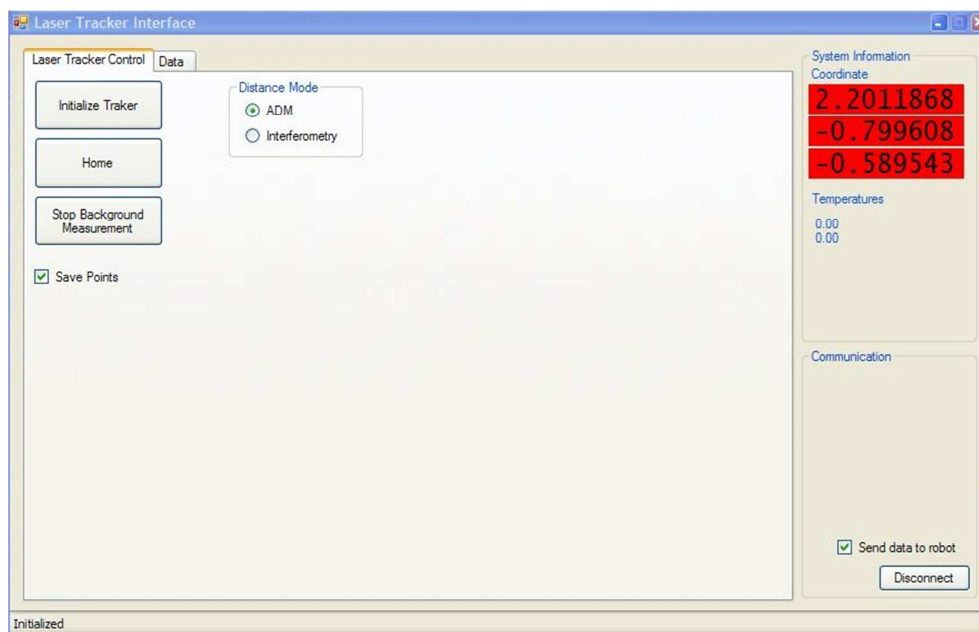 Laser Tracker Interface
Laser Tracker Control
Data
Initialize Traker
Home
Stop Background
Measurement
Save Points
Distance Mode
ADM
Interferometry
System Information
Coordinate
2.2011868
-0.799608
-0.589543
Temperatures
0.00
0.00
Communication
Send data to robot
Disconnect
Initialized